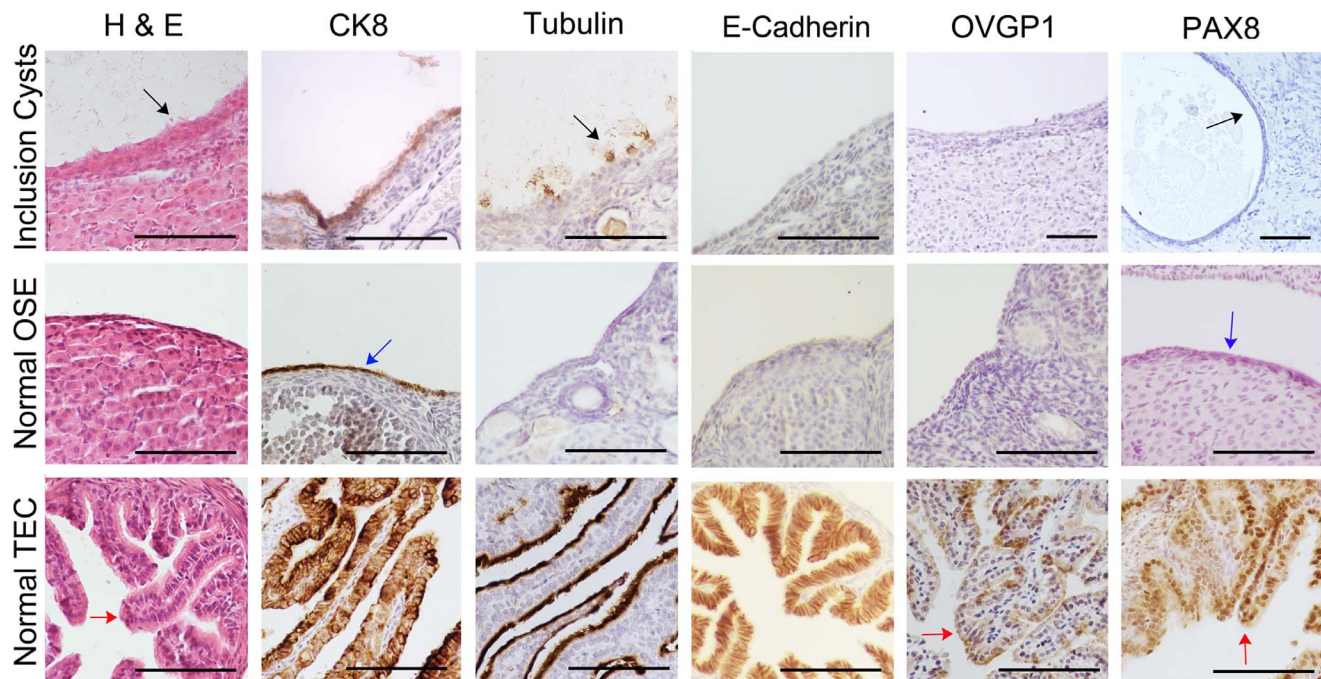 H & E CK8 Tubulin E-Cadherin OVGP1 PAX8
Inclusion Cysts
Normal OSE
Normal TEC